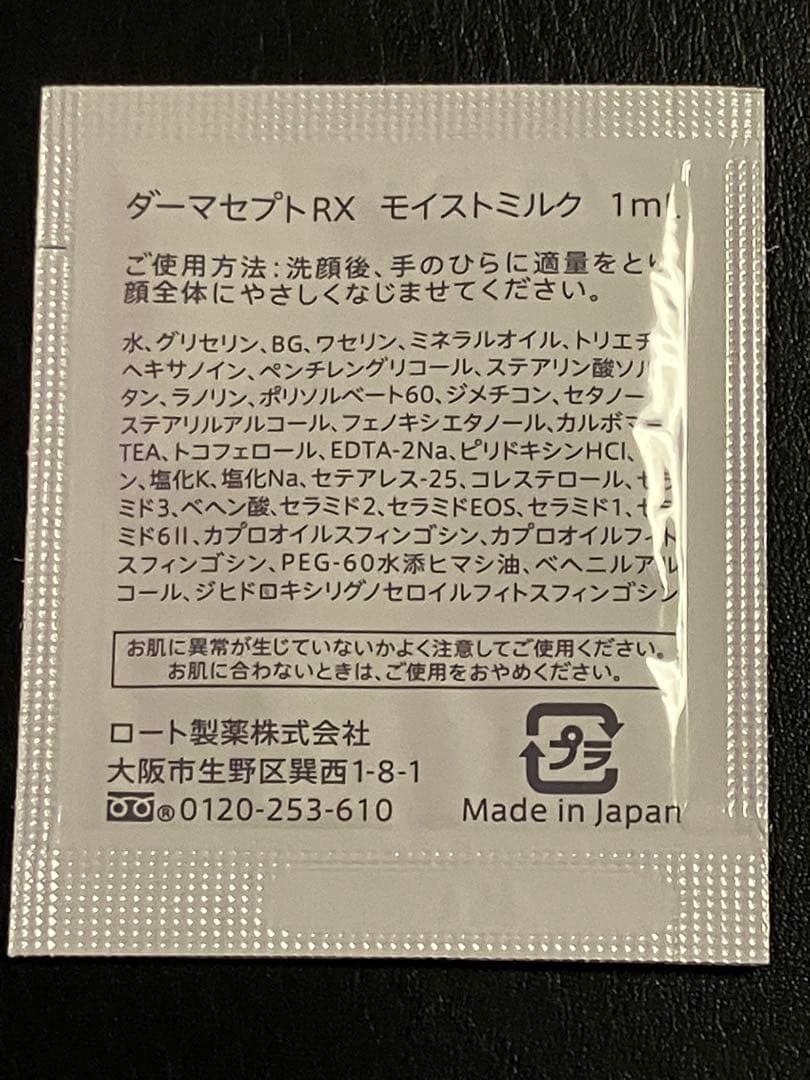 ダーマセプトRX モイストミルク 1mL
ご使用方法:洗顔後、手のひらに適量をとり
顔全体にやさしくなじませてください。
水、グリセリン、BG、ワセリン、ミネラルオイル、トリエチ
ヘキサノイン、ペンチレングリコール、ステアリン酸ソル
タン、ラノリン、ポリソルベート60、ジメチコン、セタノー
ステアリルアルコール、フェノキシエタノール、カルボマー
TEA、トコフェロール、EDTA-2Na、ピリドキシンHCl、
ン、塩化K、塩化Na、セテアレス-25、コレステロール、セラ
ミド3、ベヘン酸、セラミド2、セラミドEOS、セラミド1、セラ
ミド6II、カプロオイルスフィンゴシン、カプロオイルフィト
スフィンゴシン、PEG-60水添ヒマシ油、ベヘニルアル
コール、ジヒドロキシリグノセロイルフィトスフィンゴシン
お肌に異常が生じていないかよく注意してご使用ください。
お肌に合わないときは、ご使用をおやめください。
ロート製薬株式会社
大阪市生野区巽西1-8-1
®0120-253-610
プラ
Made in Japan